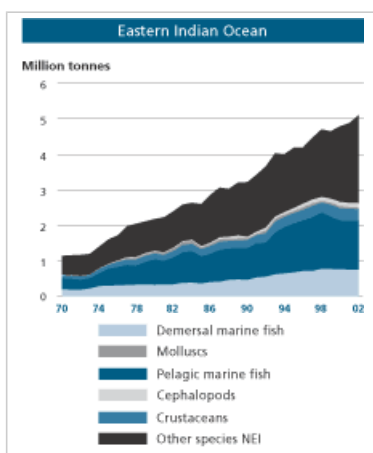 Eastern Indian Ocean
Million tonnes
6
5
4
3
2
1
0
70 74 78 82 86 90 94 98 02
Demersal marine fish
Molluscs
Pelagic marine fish
Cephalopods
Crustaceans
Other species NEI